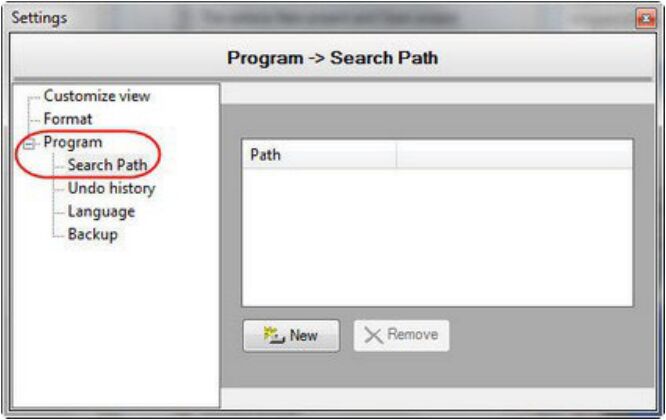 Settings
Program -> Search Path
Customize view
Format
Program
Search Path
Undo history
Language
Backup
Path
New
Remove